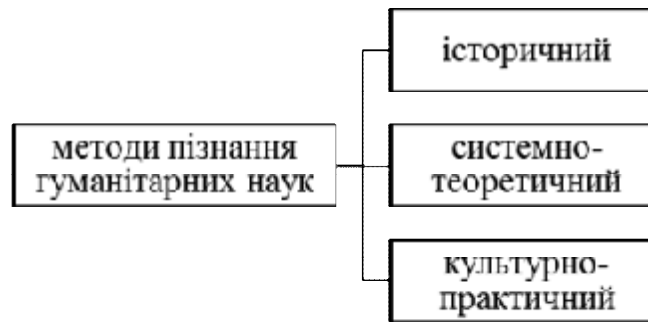 методи пізнання
гуманітарних наук
історичний
системно-
теоретичний
культурно-
практичний